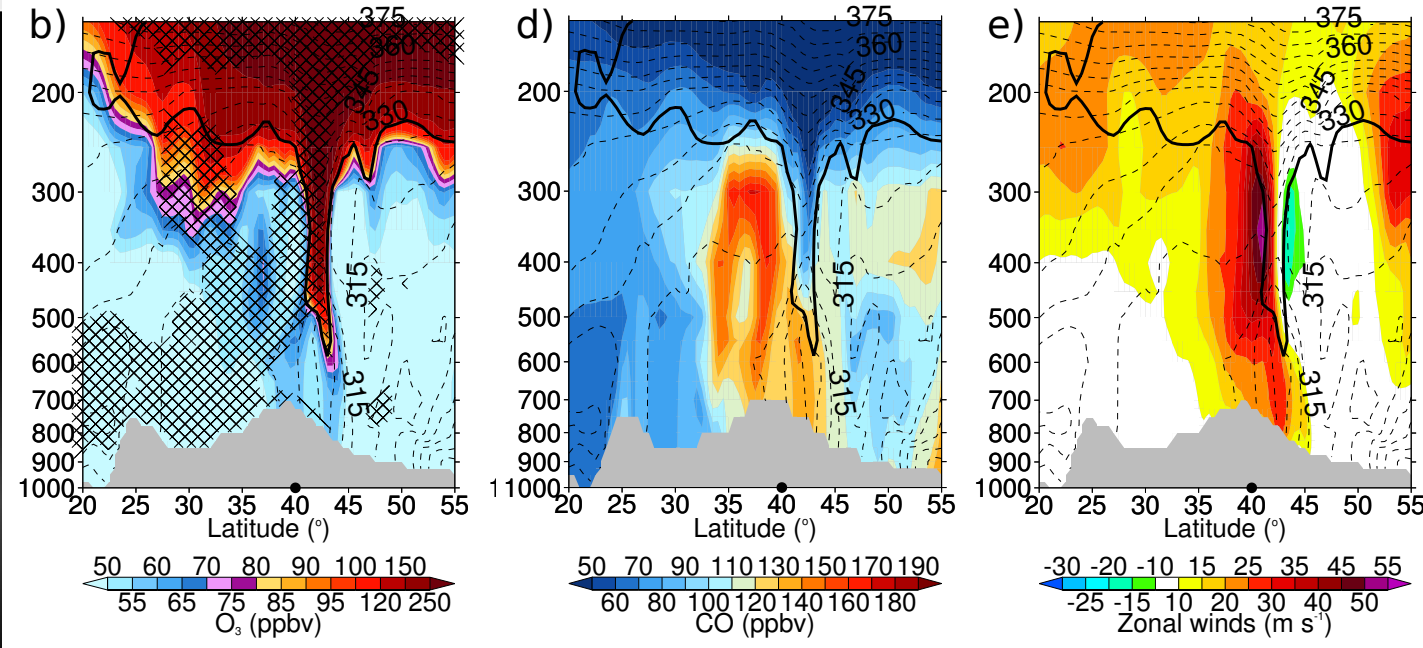 b)
375
360
345
330
315
315
200
300
400
500
600
700
800
900
1000
20 25 30 35 40 45 50 55
Latitude (°)
50 60 70 80 90 100 150
55 65 75 85 95 120 250
O₃ (ppbv)
d)
375
360
345
330
315
315
200
300
400
500
600
700
800
900
1 1000
20 25 30 35 40 45 50 55
Latitude (°)
50 70 90 110 130 150 170 190
60 80 100 120 140 160 180
CO (ppbv)
e)
375
360
345
330
315
315
200
300
400
500
600
700
800
900
1000
20 25 30 35 40 45 50 55
Latitude (°)
-30 -20 -10 15 25 35 45 55
-25 -15 10 20 30 40 50
Zonal winds (m s⁻¹)